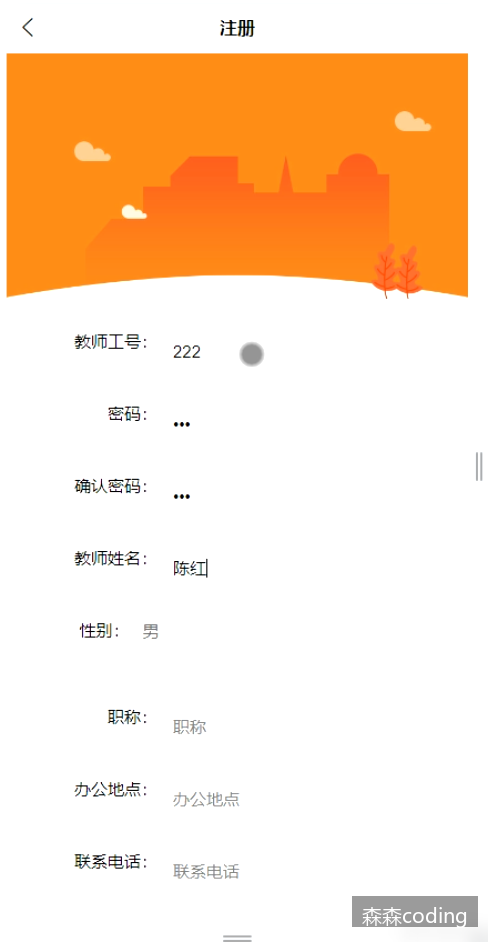 注册
教师工号： 222
密码： •••
确认密码： •••
教师姓名： 陈红
性别： 男
职称： 职称
办公地点： 办公地点
联系电话： 联系电话
森森coding